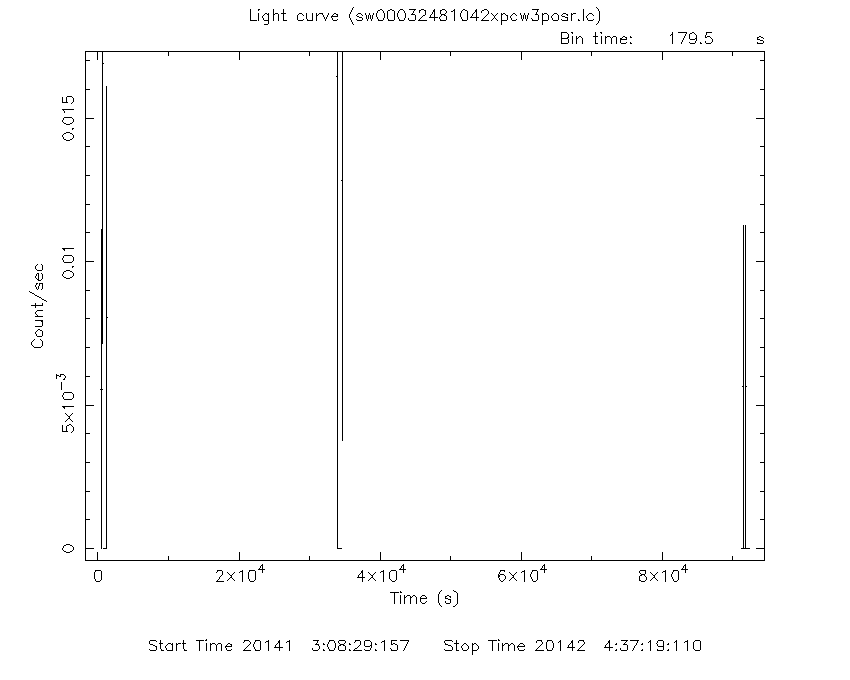 Light curve (sw00032481042xpcw3posr.lc)
Bin time: 179.5 s
0.015
0.01
5×10⁻³
0
Count/sec
0 2×10⁴ 4×10⁴ 6×10⁴ 8×10⁴
Time (s)
Start Time 20141 3:08:29:157 Stop Time 20142 4:37:19:110